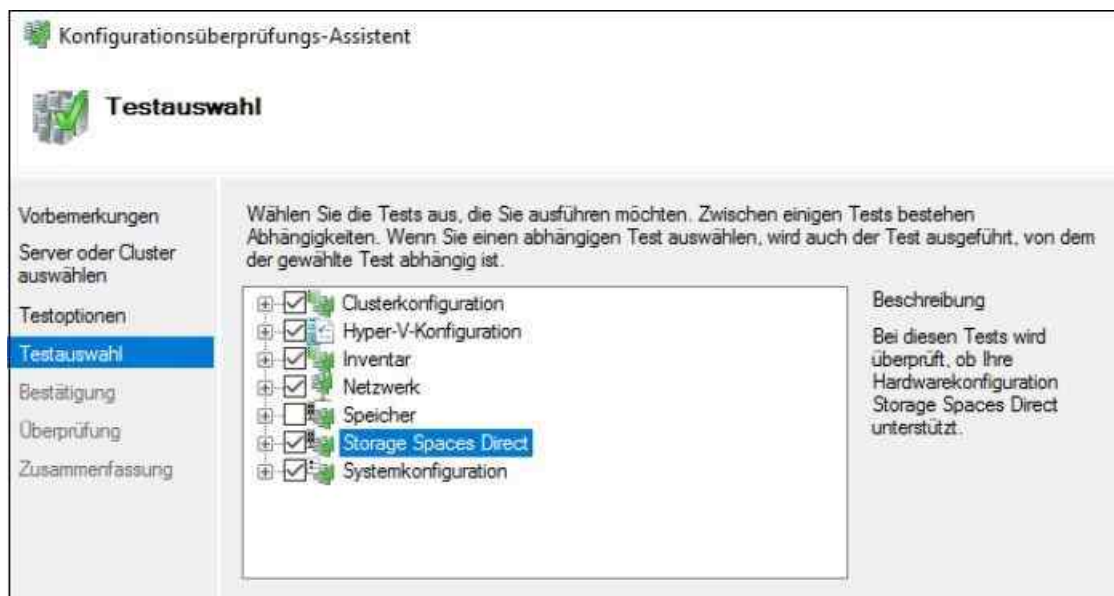 Konfigurationsüberprüfungs-Assistent
Testauswahl
Vorbemerkungen
Server oder Cluster
auswählen
Testoptionen
Testauswahl
Bestätigung
Überprüfung
Zusammenfassung
Wählen Sie die Tests aus, die Sie ausführen möchten. Zwischen einigen Tests bestehen
Abhängigkeiten. Wenn Sie einen abhängigen Test auswählen, wird auch der Test ausgeführt, von dem
der gewählte Test abhängig ist.
Clusterkonfiguration
Hyper-V-Konfiguration
Inventar
Netzwerk
Speicher
Storage Spaces Direct
Systemkonfiguration
Beschreibung
Bei diesen Tests wird
überprüft, ob Ihre
Hardwarekonfiguration
Storage Spaces Direct
unterstützt.